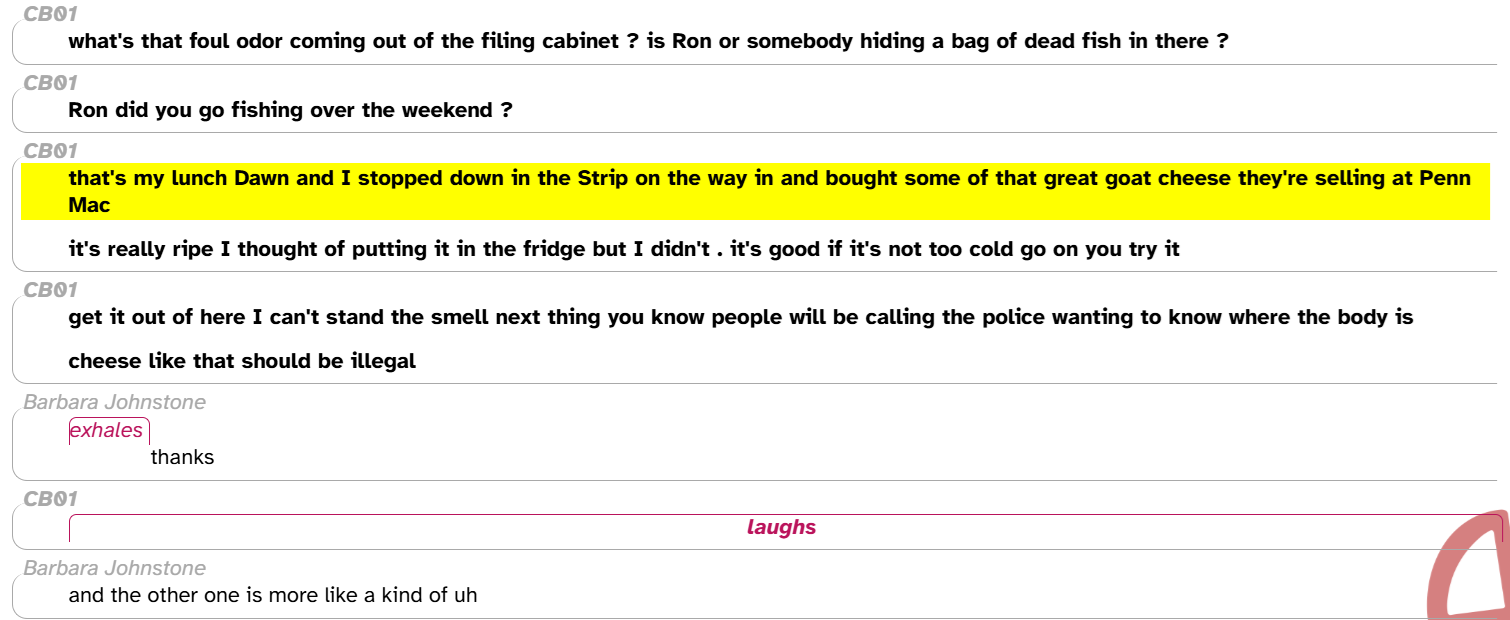 CB01
what's that foul odor coming out of the filing cabinet ? is Ron or somebody hiding a bag of dead fish in there ?
CB01
Ron did you go fishing over the weekend ?
CB01
that's my lunch Dawn and I stopped down in the Strip on the way in and bought some of that great goat cheese they're selling at Penn
Mac
it's really ripe I thought of putting it in the fridge but I didn't . it's good if it's not too cold go on you try it
CB01
get it out of here I can't stand the smell next thing you know people will be calling the police wanting to know where the body is
cheese like that should be illegal
Barbara Johnstone
exhales
thanks
CB01
laughs
Barbara Johnstone
and the other one is more like a kind of uh